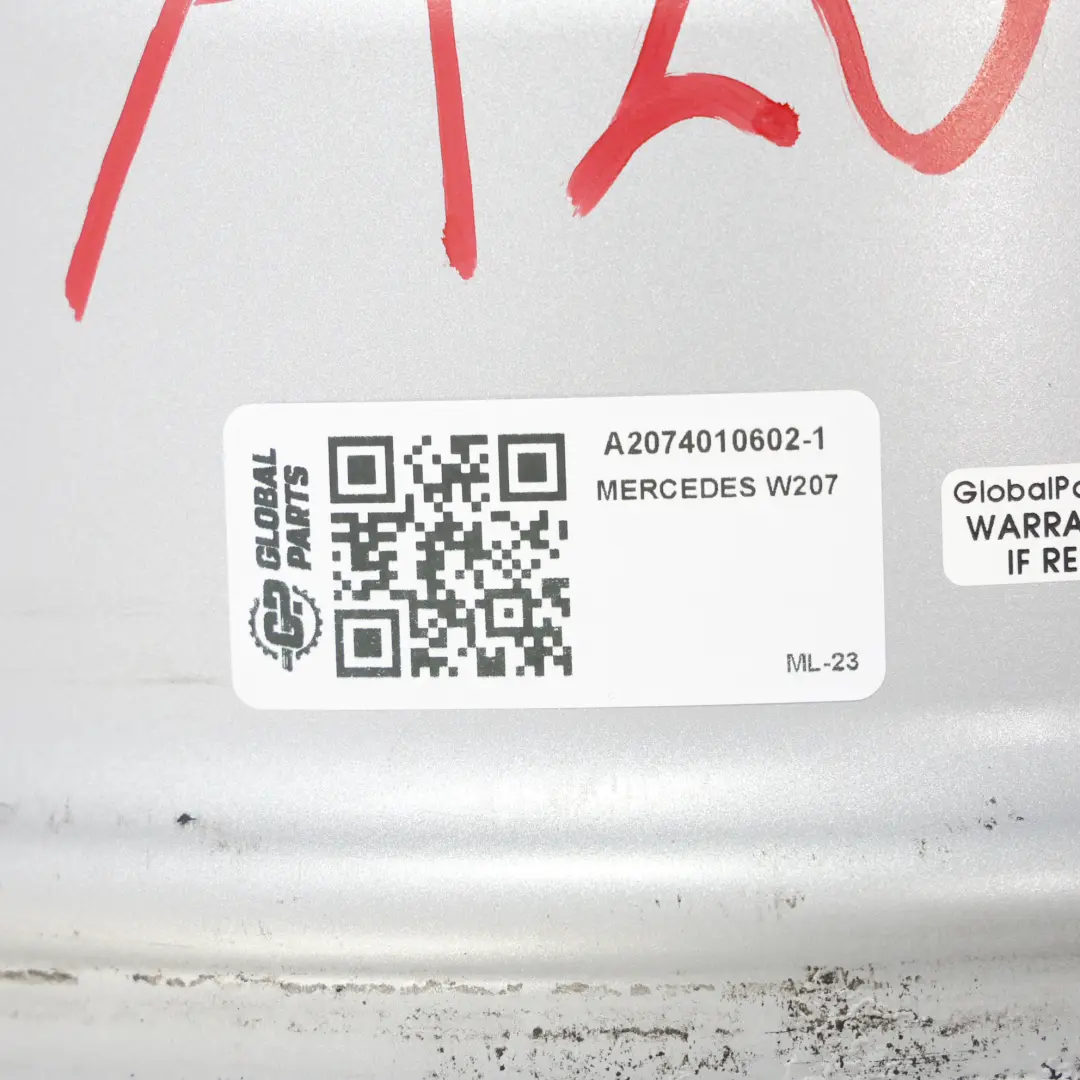 A2074010602-1
MERCEDES W207
ML-23
GLOBAL
PARTS
GlobalPa
WARRA
IF RE